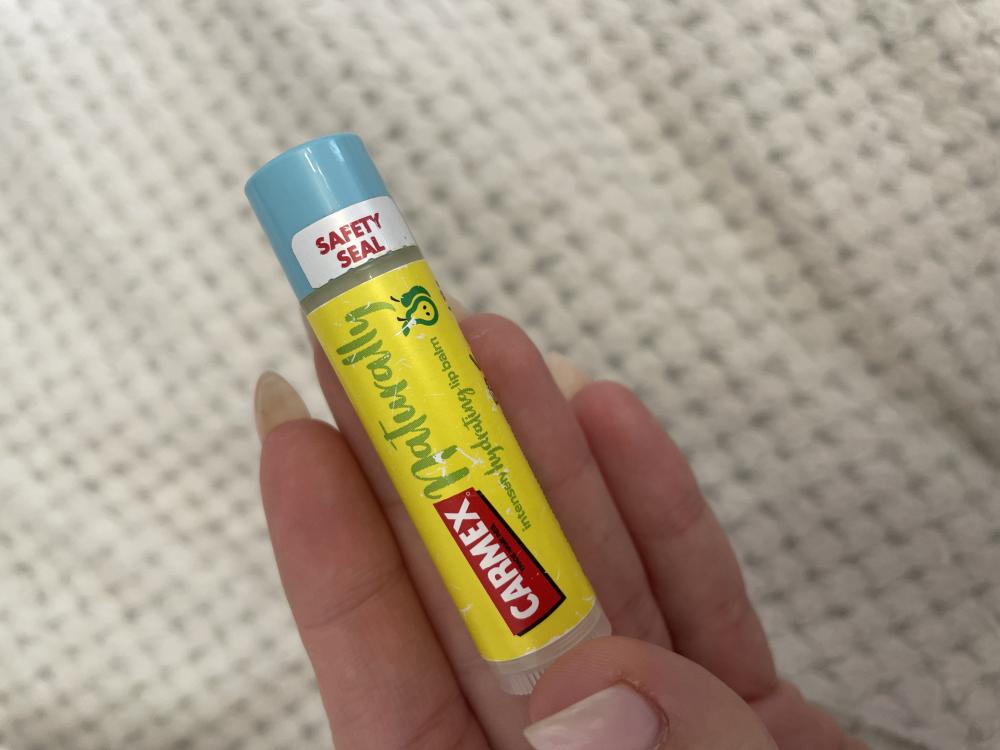 SAFETY
SEAL
CARMEX
naturally
intensely hydrating lip balm